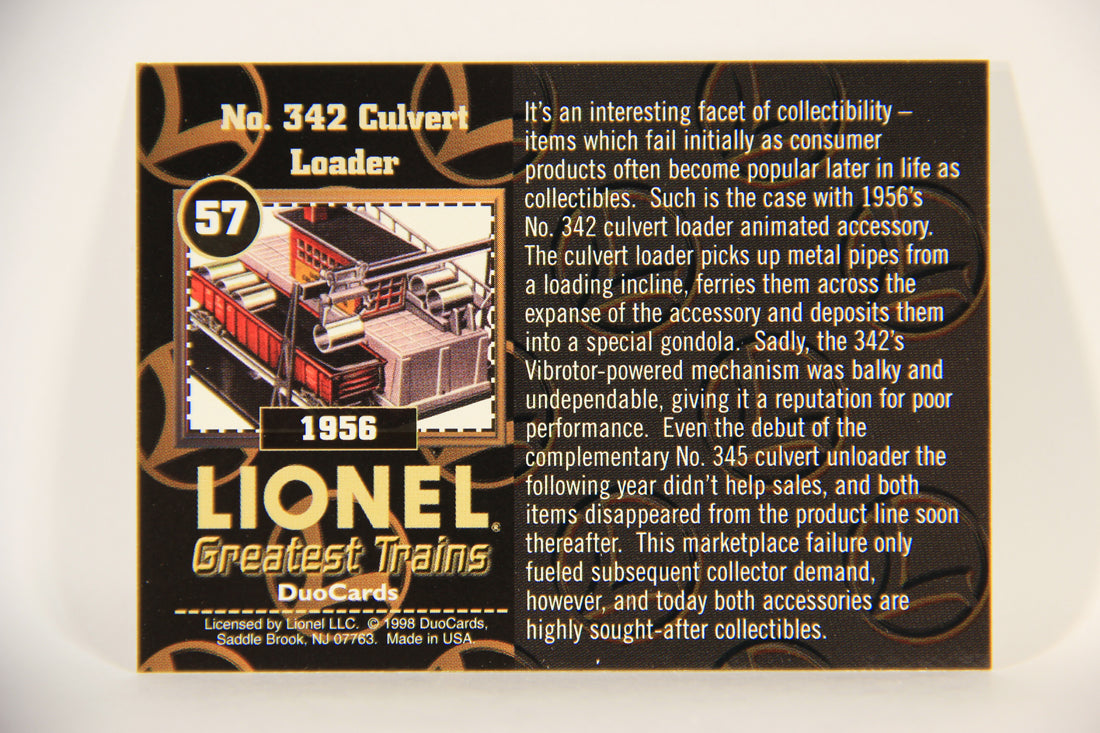 No. 342 Culvert
Loader
57
1956
LIONEL®
Greatest Trains
DuoCards
Licensed by Lionel LLC. © 1998 DuoCards,
Saddle Brook, NJ 07763. Made in USA.
It's an interesting facet of collectibility –
items which fail initially as consumer
products often become popular later in life as
collectibles. Such is the case with 1956's
No. 342 culvert loader animated accessory.
The culvert loader picks up metal pipes from
a loading incline, ferries them across the
expanse of the accessory and deposits them
into a special gondola. Sadly, the 342's
Vibrotor-powered mechanism was balky and
undependable, giving it a reputation for poor
performance. Even the debut of the
complementary No. 345 culvert unloader the
following year didn't help sales, and both
items disappeared from the product line soon
thereafter. This marketplace failure only
fueled subsequent collector demand,
however, and today both accessories are
highly sought-after collectibles.